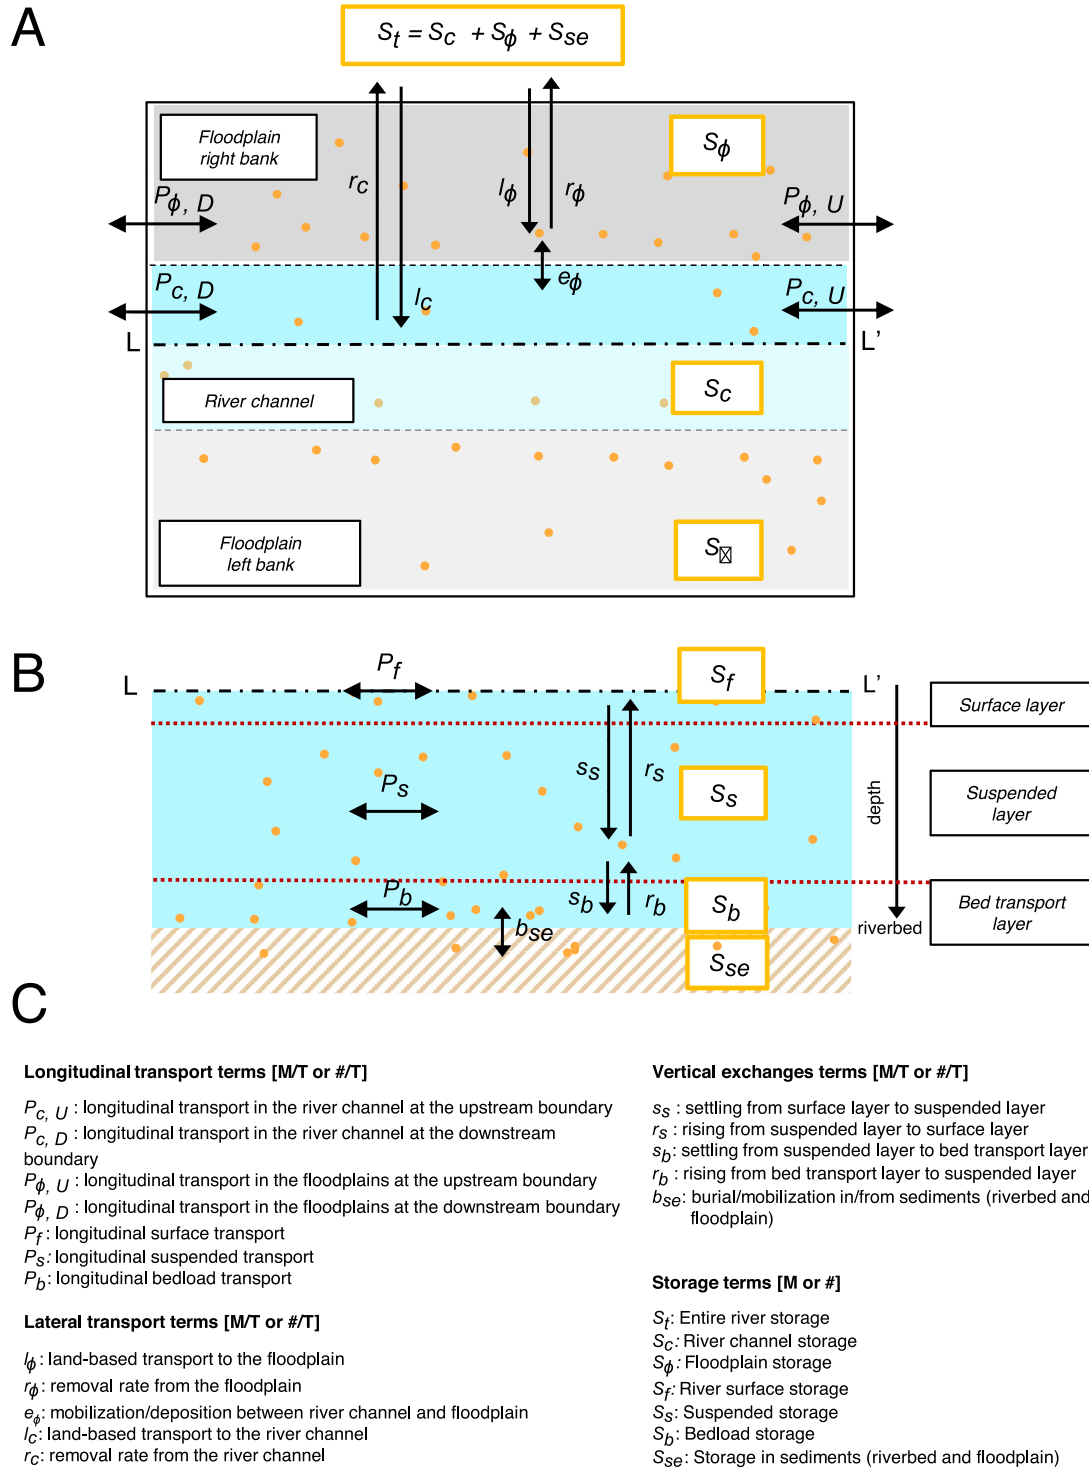 A
St = Sc + Sϕ + Sse
Floodplain
right bank
Sϕ
rc
lϕ
rϕ
Pϕ, D
Pϕ, U
eϕ
Pc, D
lc
Pc, U
L
L'
River channel
Sc
Floodplain
left bank
S
B
Pf
Sf
L
L'
Surface layer
ss
rs
Ps
Ss
depth
Suspended
layer
Pb
sb
rb
Sb
bse
riverbed
Bed transport
layer
Sse
C
Longitudinal transport terms [M/T or #/T]
Pc, U : longitudinal transport in the river channel at the upstream boundary
Pc, D : longitudinal transport in the river channel at the downstream
boundary
Pϕ, U : longitudinal transport in the floodplains at the upstream boundary
Pϕ, D : longitudinal transport in the floodplains at the downstream boundary
Pf : longitudinal surface transport
Ps: longitudinal suspended transport
Pb: longitudinal bedload transport
Lateral transport terms [M/T or #/T]
lϕ: land-based transport to the floodplain
rϕ: removal rate from the floodplain
eϕ: mobilization/deposition between river channel and floodplain
lc: land-based transport to the river channel
rc: removal rate from the river channel
Vertical exchanges terms [M/T or #/T]
ss : settling from surface layer to suspended layer
rs : rising from suspended layer to surface layer
sb: settling from suspended layer to bed transport layer
rb: rising from bed transport layer to suspended layer
bse: burial/mobilization in/from sediments (riverbed and
floodplain)
Storage terms [M or #]
St: Entire river storage
Sc: River channel storage
Sϕ: Floodplain storage
Sf: River surface storage
Ss: Suspended storage
Sb: Bedload storage
Sse: Storage in sediments (riverbed and floodplain)